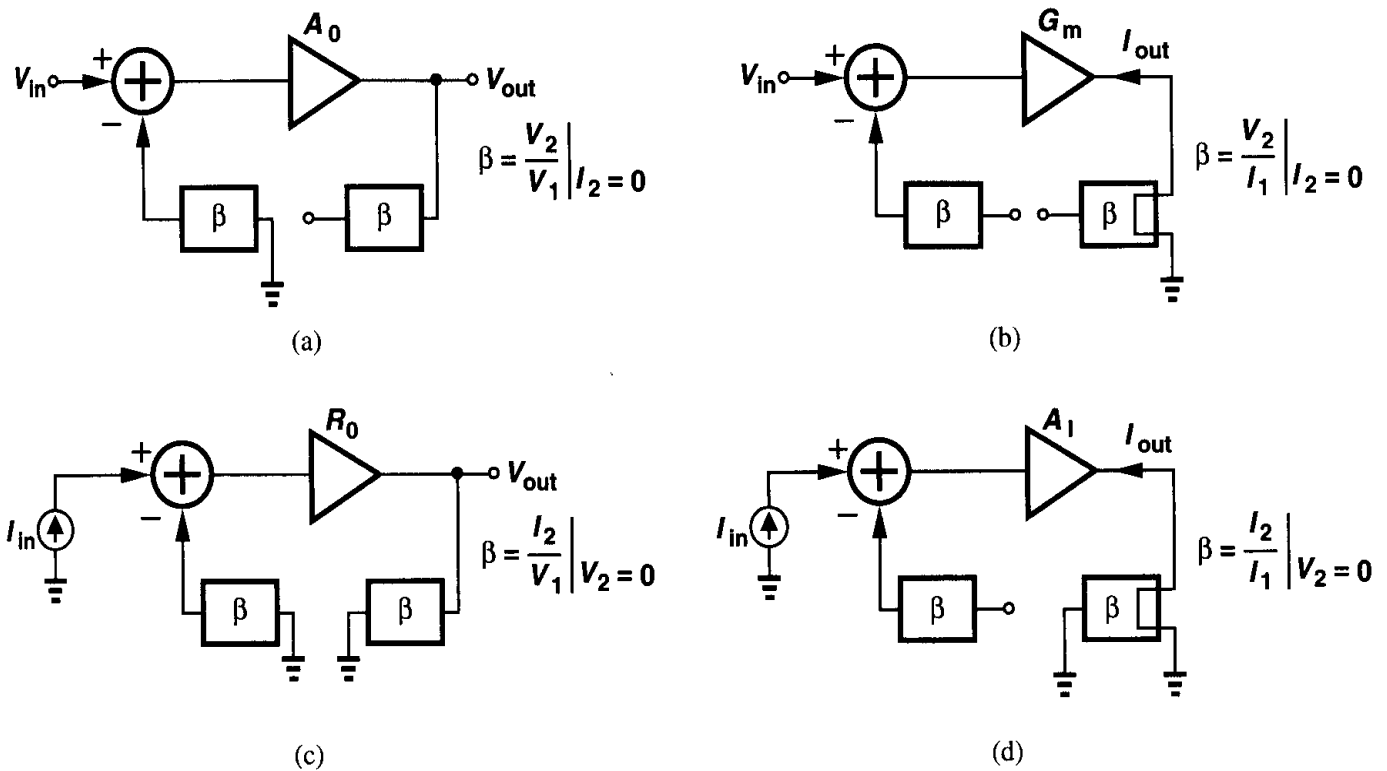 A0
Vin
+
−
Vout
β = V2/V1 | I2 = 0
β
β
(a)
Gm
Iout
Vin
+
−
β = V2/I1 | I2 = 0
β
β
(b)
R0
+
−
Vout
Iin
β = I2/V1 | V2 = 0
β
β
(c)
AI
Iout
+
−
Iin
β = I2/I1 | V2 = 0
β
β
(d)